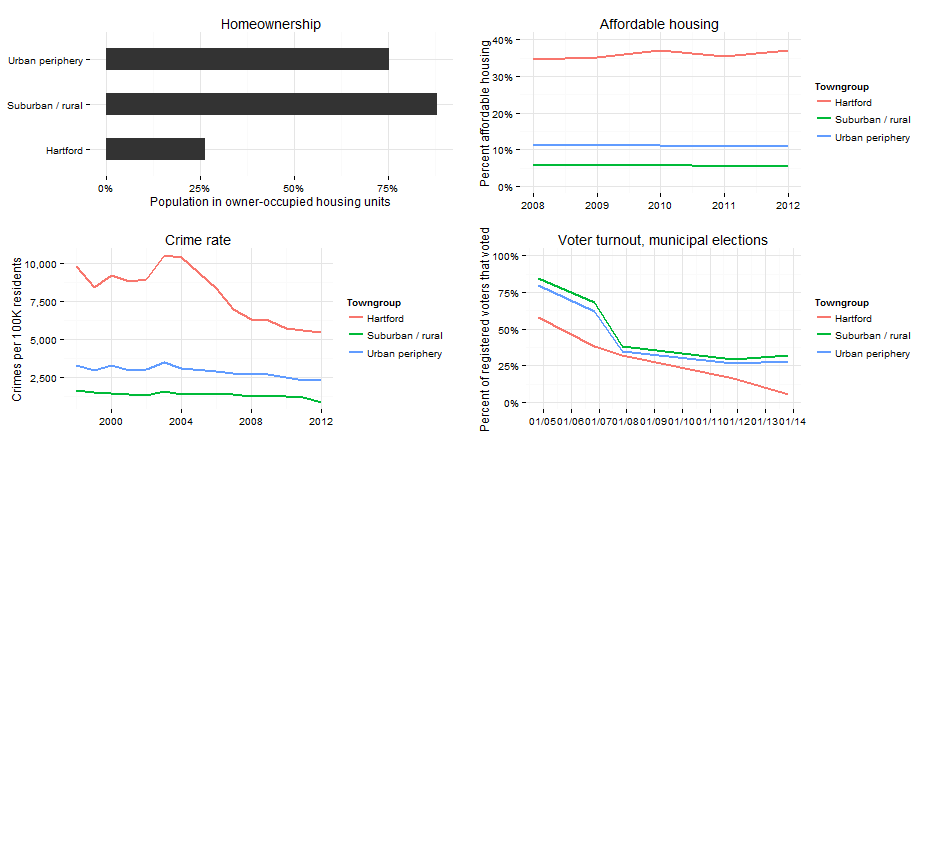 Homeownership
Urban periphery
Suburban / rural
Hartford
0% 25% 50% 75%
Population in owner-occupied housing units
Affordable housing
Percent affordable housing
40%
30%
20%
10%
0%
2008 2009 2010 2011 2012
Towngroup
Hartford
Suburban / rural
Urban periphery
Crime rate
Crimes per 100K residents
10,000
7,500
5,000
2,500
2000 2004 2008 2012
Towngroup
Hartford
Suburban / rural
Urban periphery
Voter turnout, municipal elections
Percent of registered voters that voted
100%
75%
50%
25%
0%
01/05 01/06 01/07 01/08 01/09 01/10 01/11 01/12 01/13 01/14
Towngroup
Hartford
Suburban / rural
Urban periphery